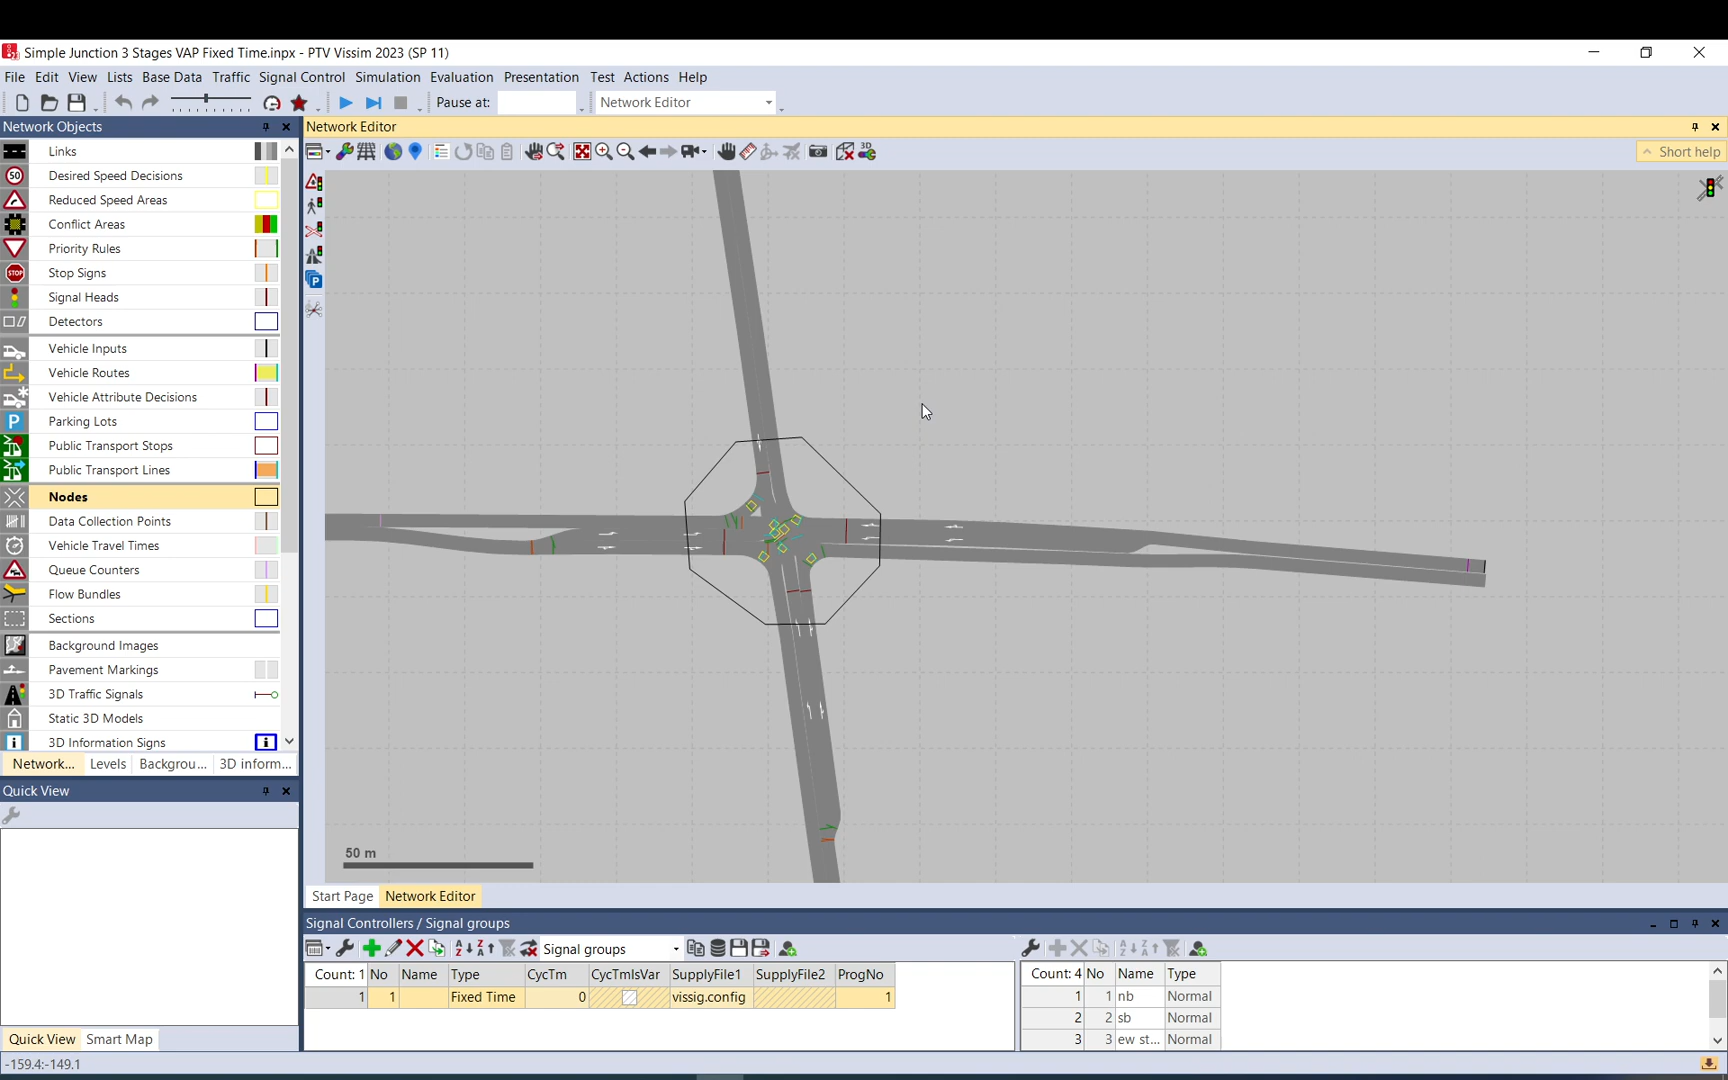 Simple Junction 3 Stages VAP Fixed Time.inpx - PTV Vissim 2023 (SP 11)
File Edit View Lists Base Data Traffic Signal Control Simulation Evaluation Presentation Test Actions Help
Pause at: Network Editor
Network Objects
Network Editor
Short help
Links
50 Desired Speed Decisions
Reduced Speed Areas
Conflict Areas
Priority Rules
STOP Stop Signs
Signal Heads
Detectors
Vehicle Inputs
Vehicle Routes
Vehicle Attribute Decisions
P Parking Lots
Public Transport Stops
Public Transport Lines
Nodes
Data Collection Points
Vehicle Travel Times
Queue Counters
Flow Bundles
Sections
Background Images
Pavement Markings
3D Traffic Signals
Static 3D Models
3D Information Signs
Network... Levels Backgrou... 3D inform...
Quick View
50 m
Start Page Network Editor
Signal Controllers / Signal groups
Signal groups
Count: 1 No Name Type CycTm CycTmIsVar SupplyFile1 SupplyFile2 ProgNo
1 1 Fixed Time 0 vissig.config 1
Count: 4 No Name Type
1 1 nb Normal
2 2 sb Normal
3 3 ew st... Normal
Quick View Smart Map
-159.4:-149.1